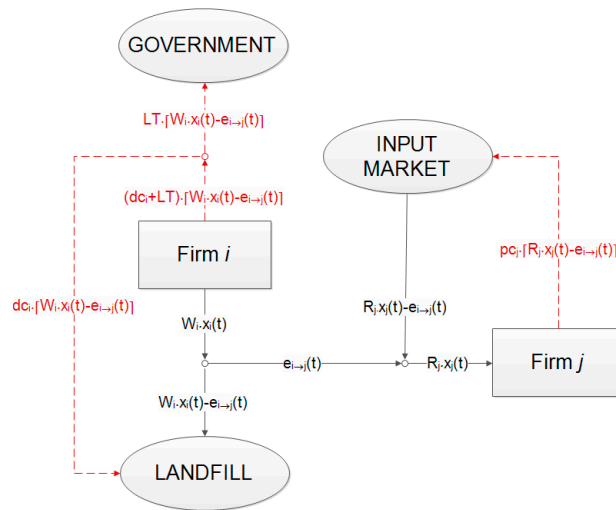 GOVERNMENT
LT·⌈Wᵢ·xᵢ(t)-eᵢ→ⱼ(t)⌉
INPUT
MARKET
(dcᵢ+LT)·⌈Wᵢ·xᵢ(t)-eᵢ→ⱼ(t)⌉
Firm i
pcⱼ·⌈Rⱼ·xⱼ(t)-eᵢ→ⱼ(t)⌉
dcᵢ·⌈Wᵢ·xᵢ(t)-eᵢ→ⱼ(t)⌉
Rⱼ·xⱼ(t)-eᵢ→ⱼ(t)
Wᵢ·xᵢ(t)
eᵢ→ⱼ(t)
Rⱼ·xⱼ(t)
Firm j
Wᵢ·xᵢ(t)-eᵢ→ⱼ(t)
LANDFILL